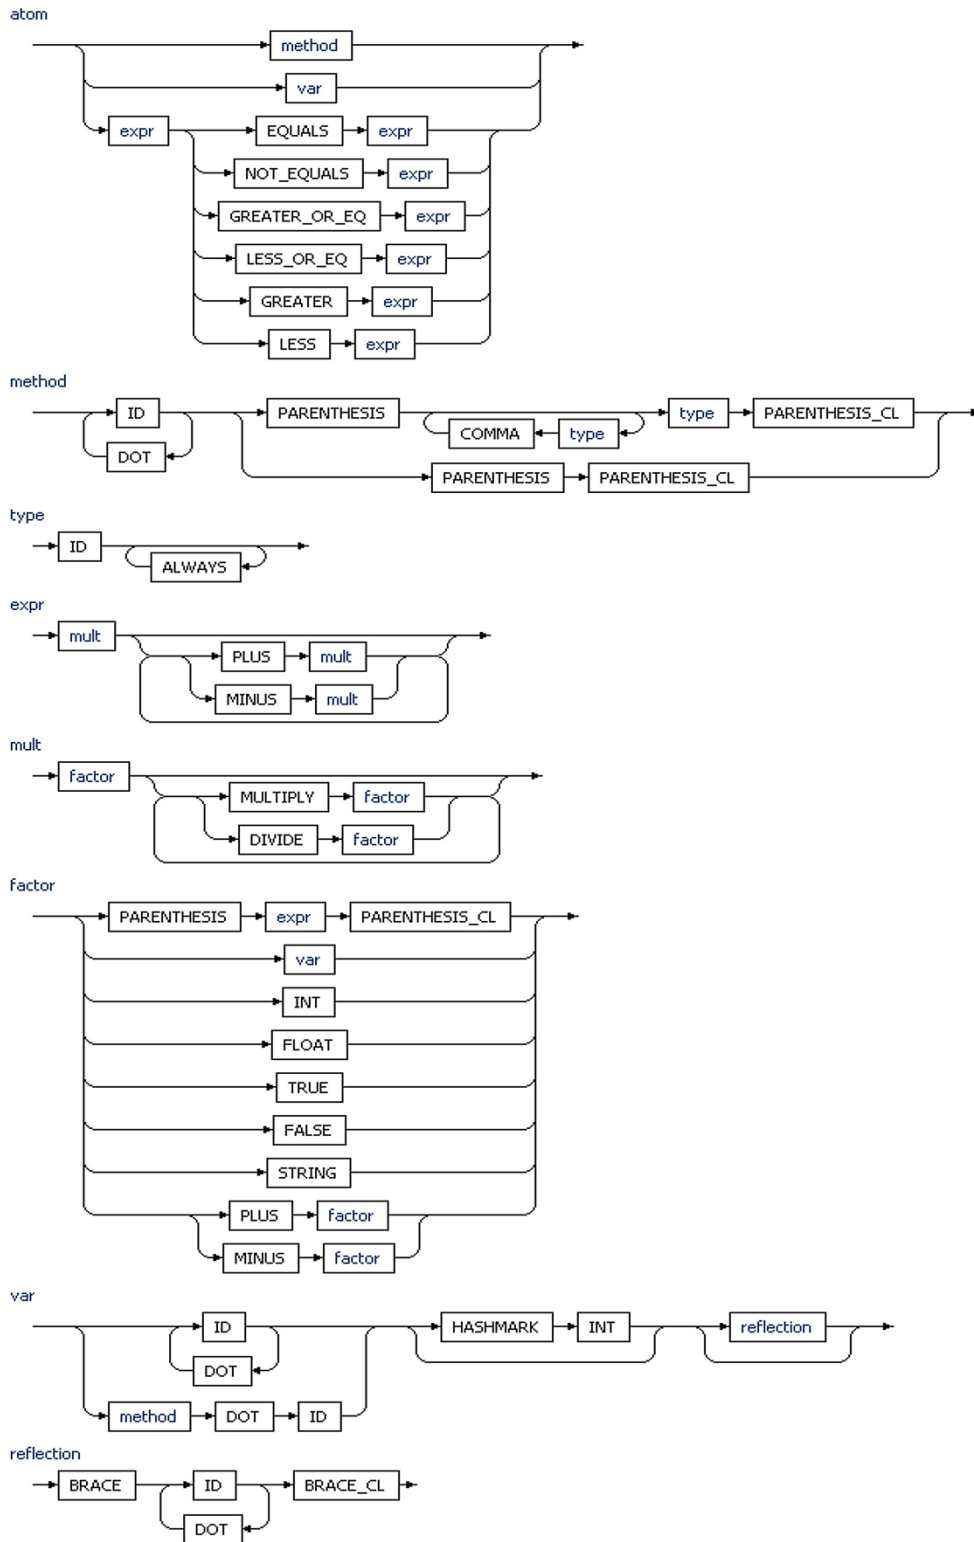 atom
method
var
expr EQUALS expr
NOT_EQUALS expr
GREATER_OR_EQ expr
LESS_OR_EQ expr
GREATER expr
LESS expr
method
ID PARENTHESIS type PARENTHESIS_CL
COMMA type
DOT
PARENTHESIS PARENTHESIS_CL
type
ID
ALWAYS
expr
mult
PLUS mult
MINUS mult
mult
factor
MULTIPLY factor
DIVIDE factor
factor
PARENTHESIS expr PARENTHESIS_CL
var
INT
FLOAT
TRUE
FALSE
STRING
PLUS factor
MINUS factor
var
ID HASHMARK INT reflection
DOT
method DOT ID
reflection
BRACE ID BRACE_CL
DOT